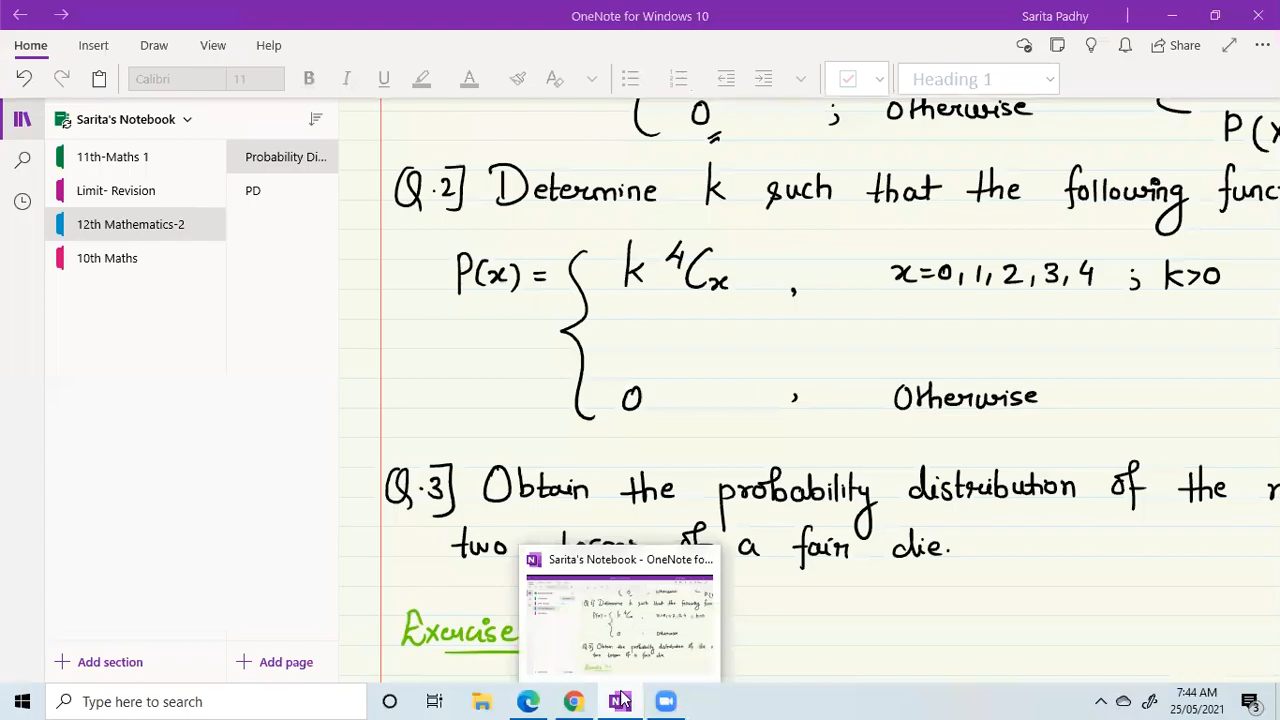 OneNote for Windows 10
Sarita Padhy
Home Insert Draw View Help
Share
Calibri 11 B I U A Heading 1
Sarita's Notebook
11th-Maths 1
Limit- Revision
12th Mathematics-2
10th Maths
Probability Di...
PD
0 ; Otherwise
P(x
Q.2] Determine k such that the following func
P(x) = { k ⁴Cₓ , x=0, 1, 2, 3, 4 ; k>0
0 , Otherwise
Q.3] Obtain the probability distribution of the
two tosses of a fair die.
Exercise
Sarita's Notebook - OneNote fo...
Add section
Add page
Type here to search
7:44 AM
25/05/2021
3